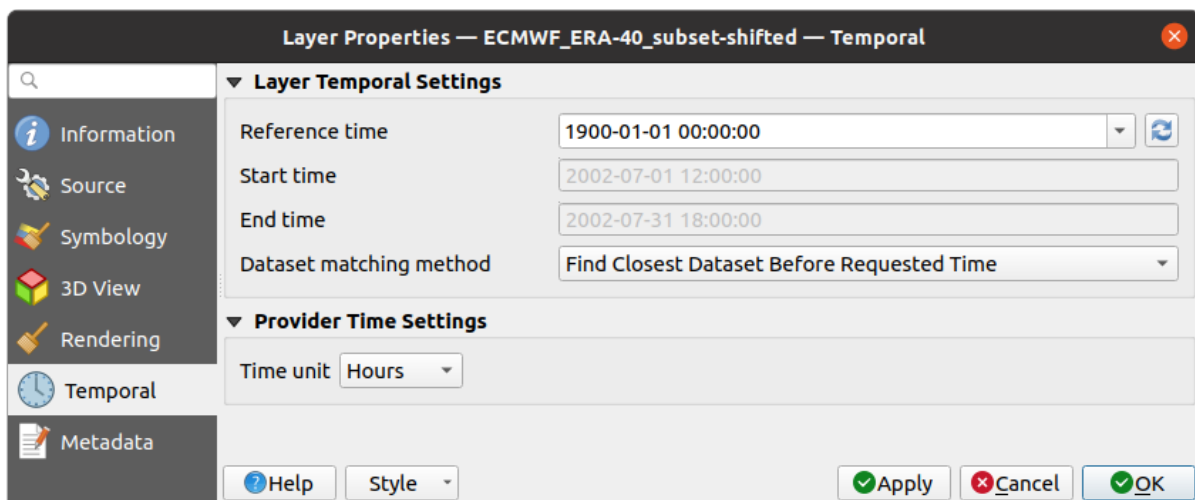 Layer Properties — ECMWF_ERA-40_subset-shifted — Temporal
Information
Source
Symbology
3D View
Rendering
Temporal
Metadata
Layer Temporal Settings
Reference time 1900-01-01 00:00:00
Start time 2002-07-01 12:00:00
End time 2002-07-31 18:00:00
Dataset matching method Find Closest Dataset Before Requested Time
Provider Time Settings
Time unit Hours
Help Style Apply Cancel OK